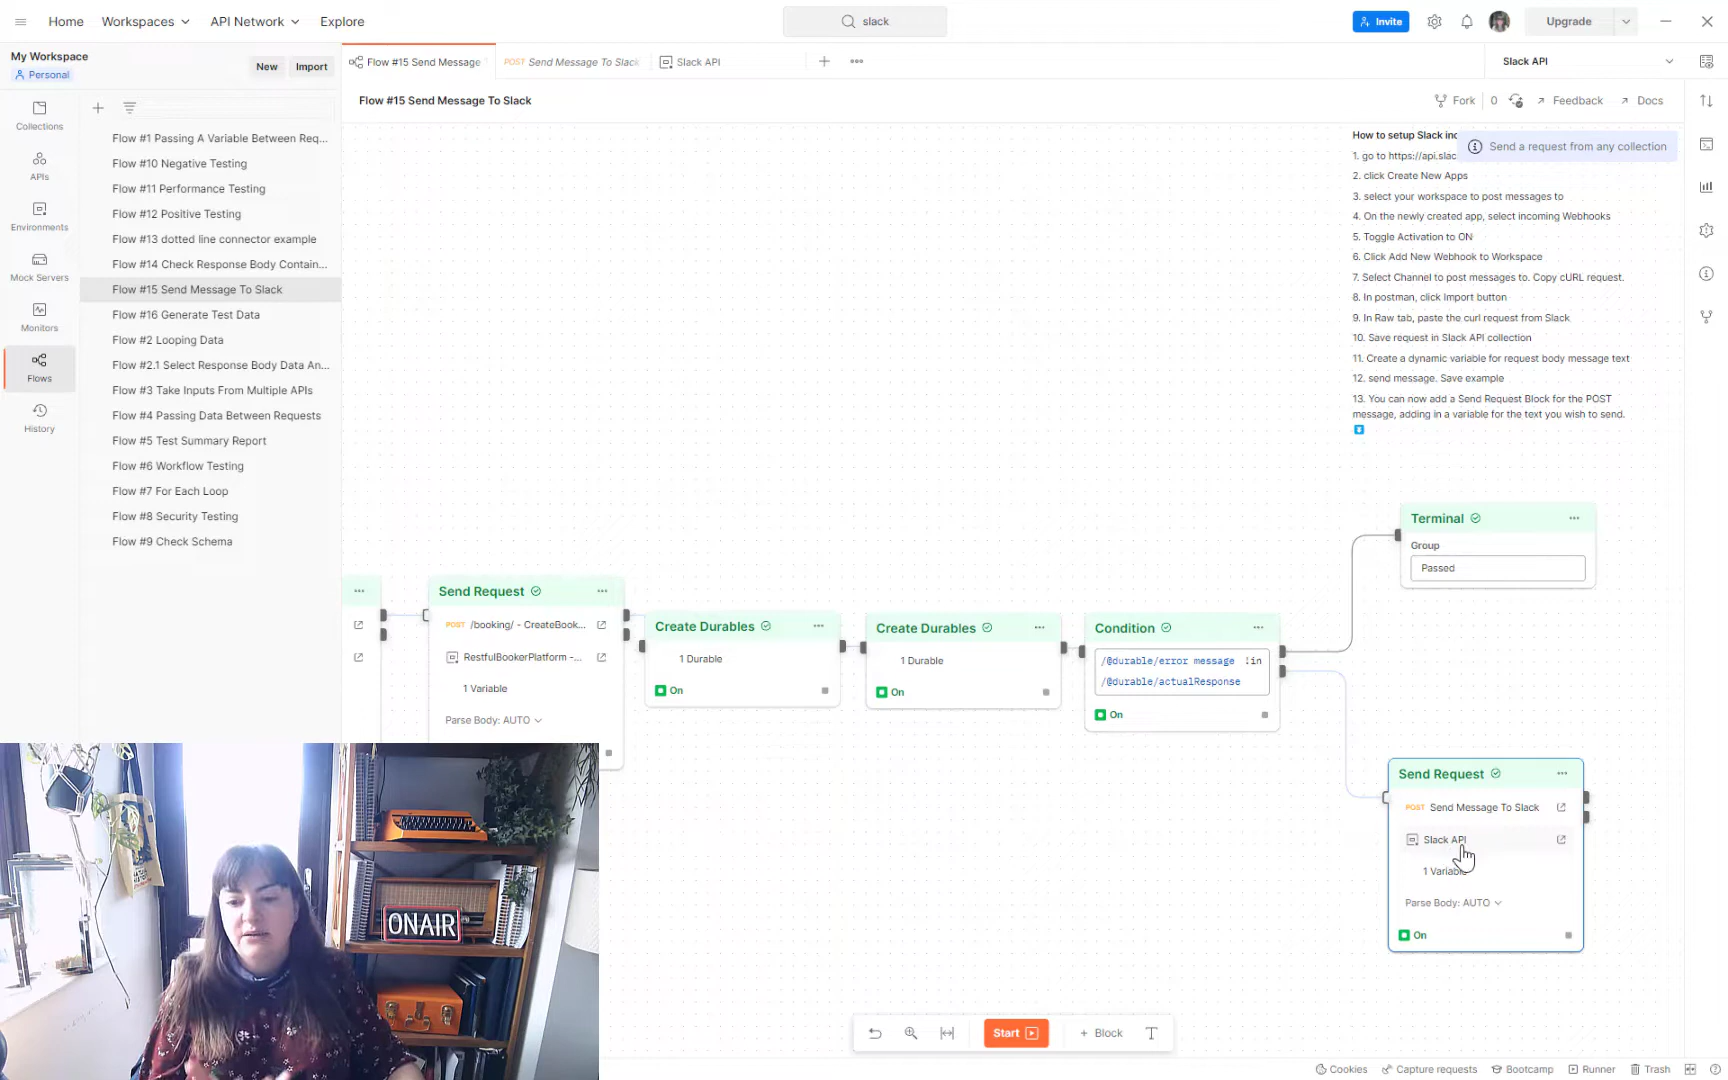 Home Workspaces API Network Explore slack Invite Upgrade
My Workspace
Personal
New Import
Flow #15 Send Message
POST Send Message To Slack
Slack API
Slack API
Flow #15 Send Message To Slack
Fork 0 Feedback Docs
Collections
APIs
Environments
Mock Servers
Monitors
Flows
History
Flow #1 Passing A Variable Between Req...
Flow #10 Negative Testing
Flow #11 Performance Testing
Flow #12 Positive Testing
Flow #13 dotted line connector example
Flow #14 Check Response Body Contain...
Flow #15 Send Message To Slack
Flow #16 Generate Test Data
Flow #2 Looping Data
Flow #2.1 Select Response Body Data An...
Flow #3 Take Inputs From Multiple APIs
Flow #4 Passing Data Between Requests
Flow #5 Test Summary Report
Flow #6 Workflow Testing
Flow #7 For Each Loop
Flow #8 Security Testing
Flow #9 Check Schema
How to setup Slack inc
Send a request from any collection
1. go to https://api.slac
2. click Create New Apps
3. select your workspace to post messages to
4. On the newly created app, select incoming Webhooks
5. Toggle Activation to ON
6. Click Add New Webhook to Workspace
7. Select Channel to post messages to. Copy cURL request.
8. In postman, click Import button
9. In Raw tab, paste the curl request from Slack
10. Save request in Slack API collection
11. Create a dynamic variable for request body message text
12. send message. Save example
13. You can now add a Send Request Block for the POST
message, adding in a variable for the text you wish to send.
Send Request
POST /booking/ - CreateBook...
RestfulBookerPlatform -...
1 Variable
Parse Body: AUTO
Create Durables
1 Durable
On
Create Durables
1 Durable
On
Condition
/@durable/error message !in
/@durable/actualResponse
On
Terminal
Group
Passed
Send Request
POST Send Message To Slack
Slack API
1 Variable
Parse Body: AUTO
On
ONAIR
Start
+ Block
Cookies Capture requests Bootcamp Runner Trash